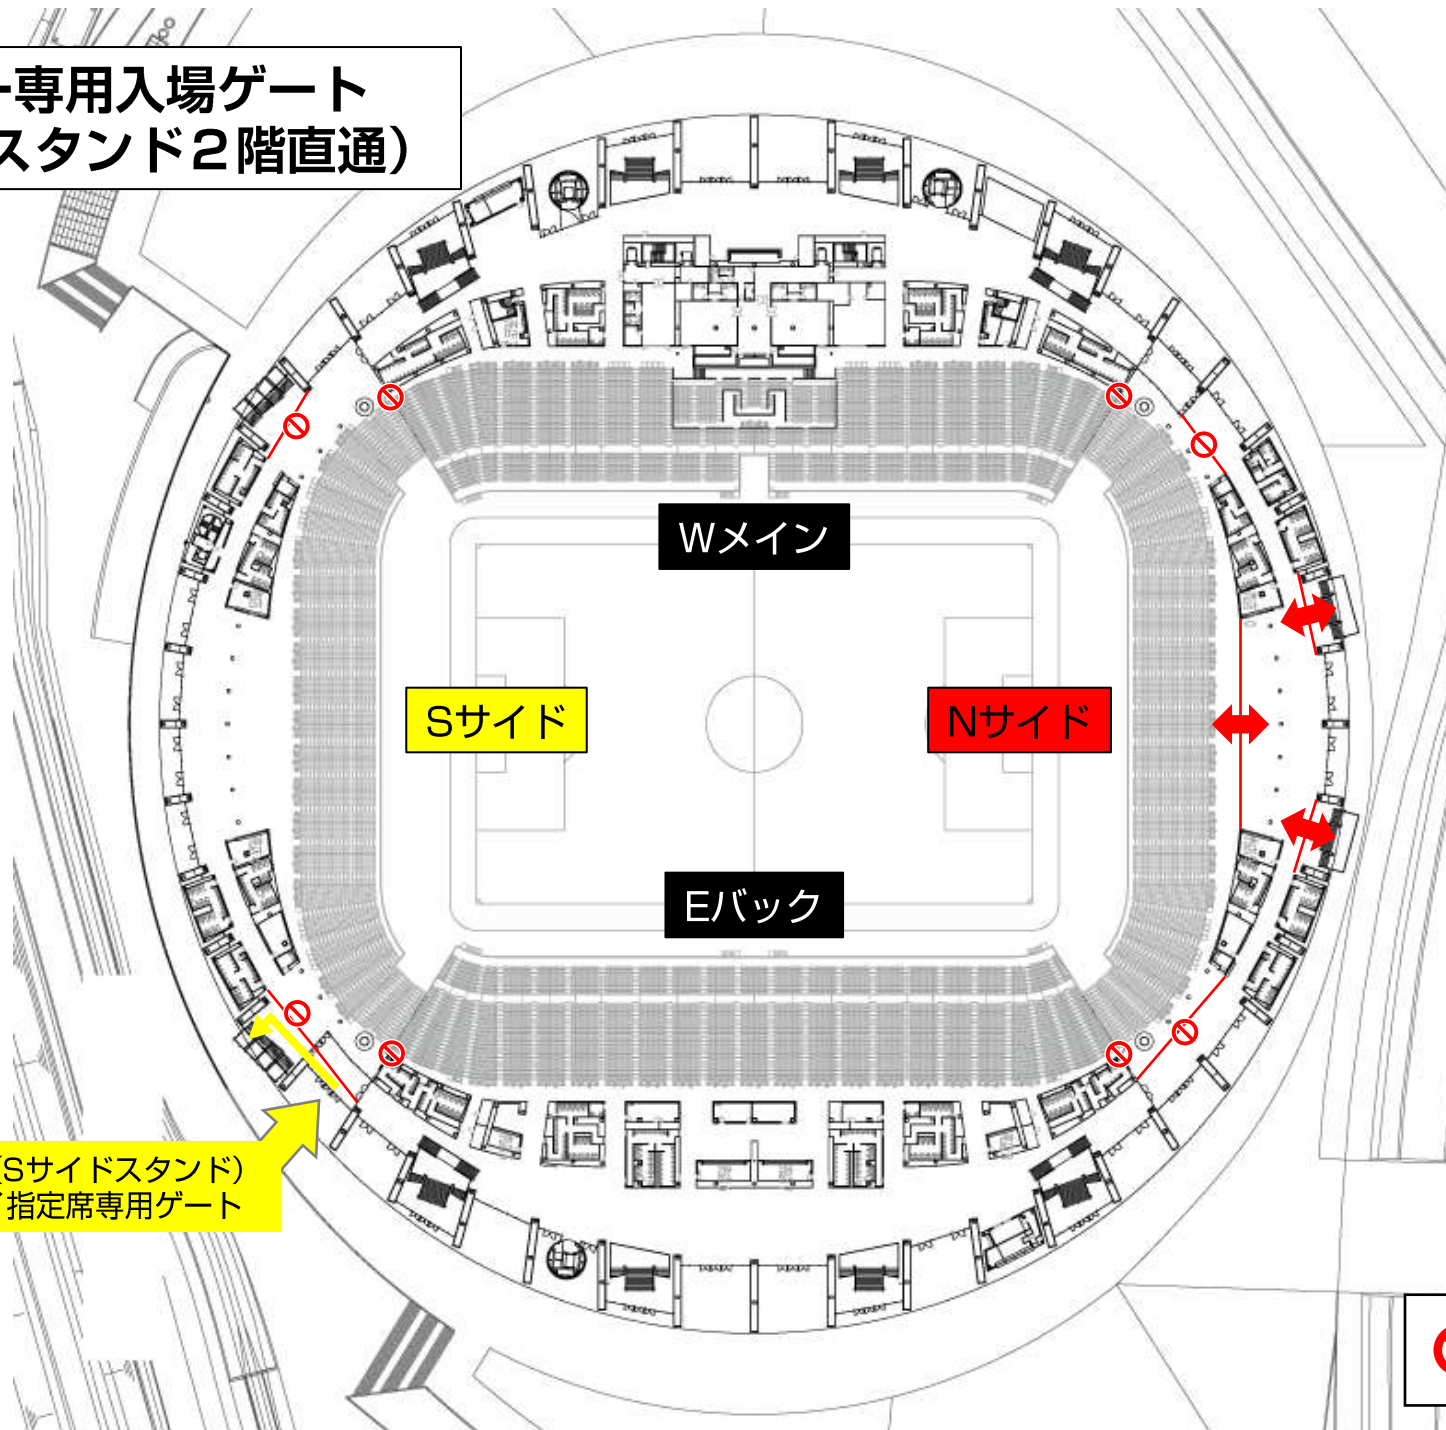 ー専用入場ゲート
スタンド２階直通）
Wメイン
Sサイド
Nサイド
Eバック
（Sサイドスタンド）
指定席専用ゲート